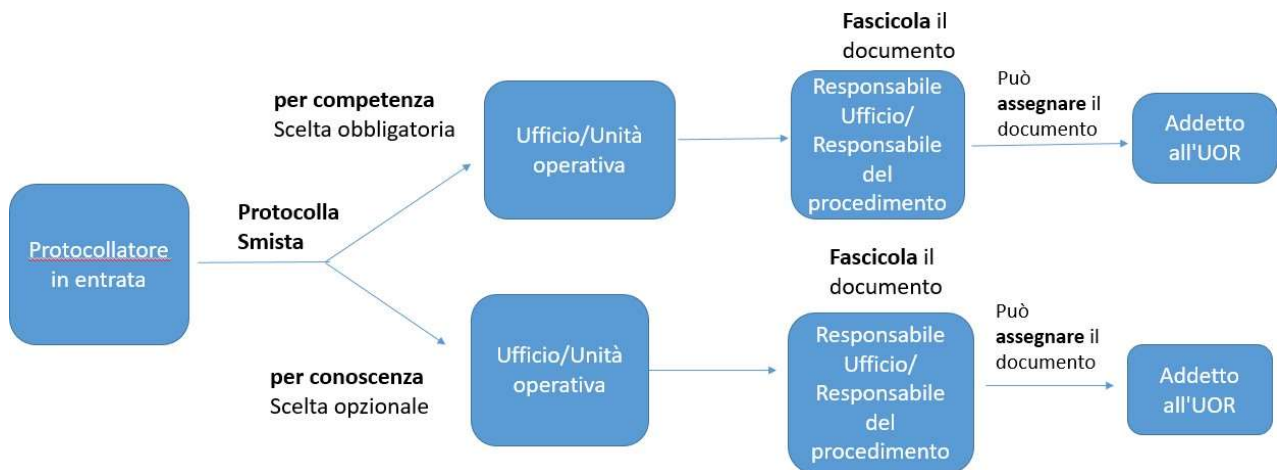 Protocollatore
in entrata
Protocolla
Smista
per competenza
Scelta obbligatoria
Ufficio/Unità
operativa
Fascicola il
documento
Responsabile
Ufficio/
Responsabile
del
procedimento
Può
assegnare il
documento
Addetto
all'UOR
per conoscenza
Scelta opzionale
Ufficio/Unità
operativa
Fascicola il
documento
Responsabile
Ufficio/
Responsabile
del
procedimento
Può
assegnare il
documento
Addetto
all'UOR